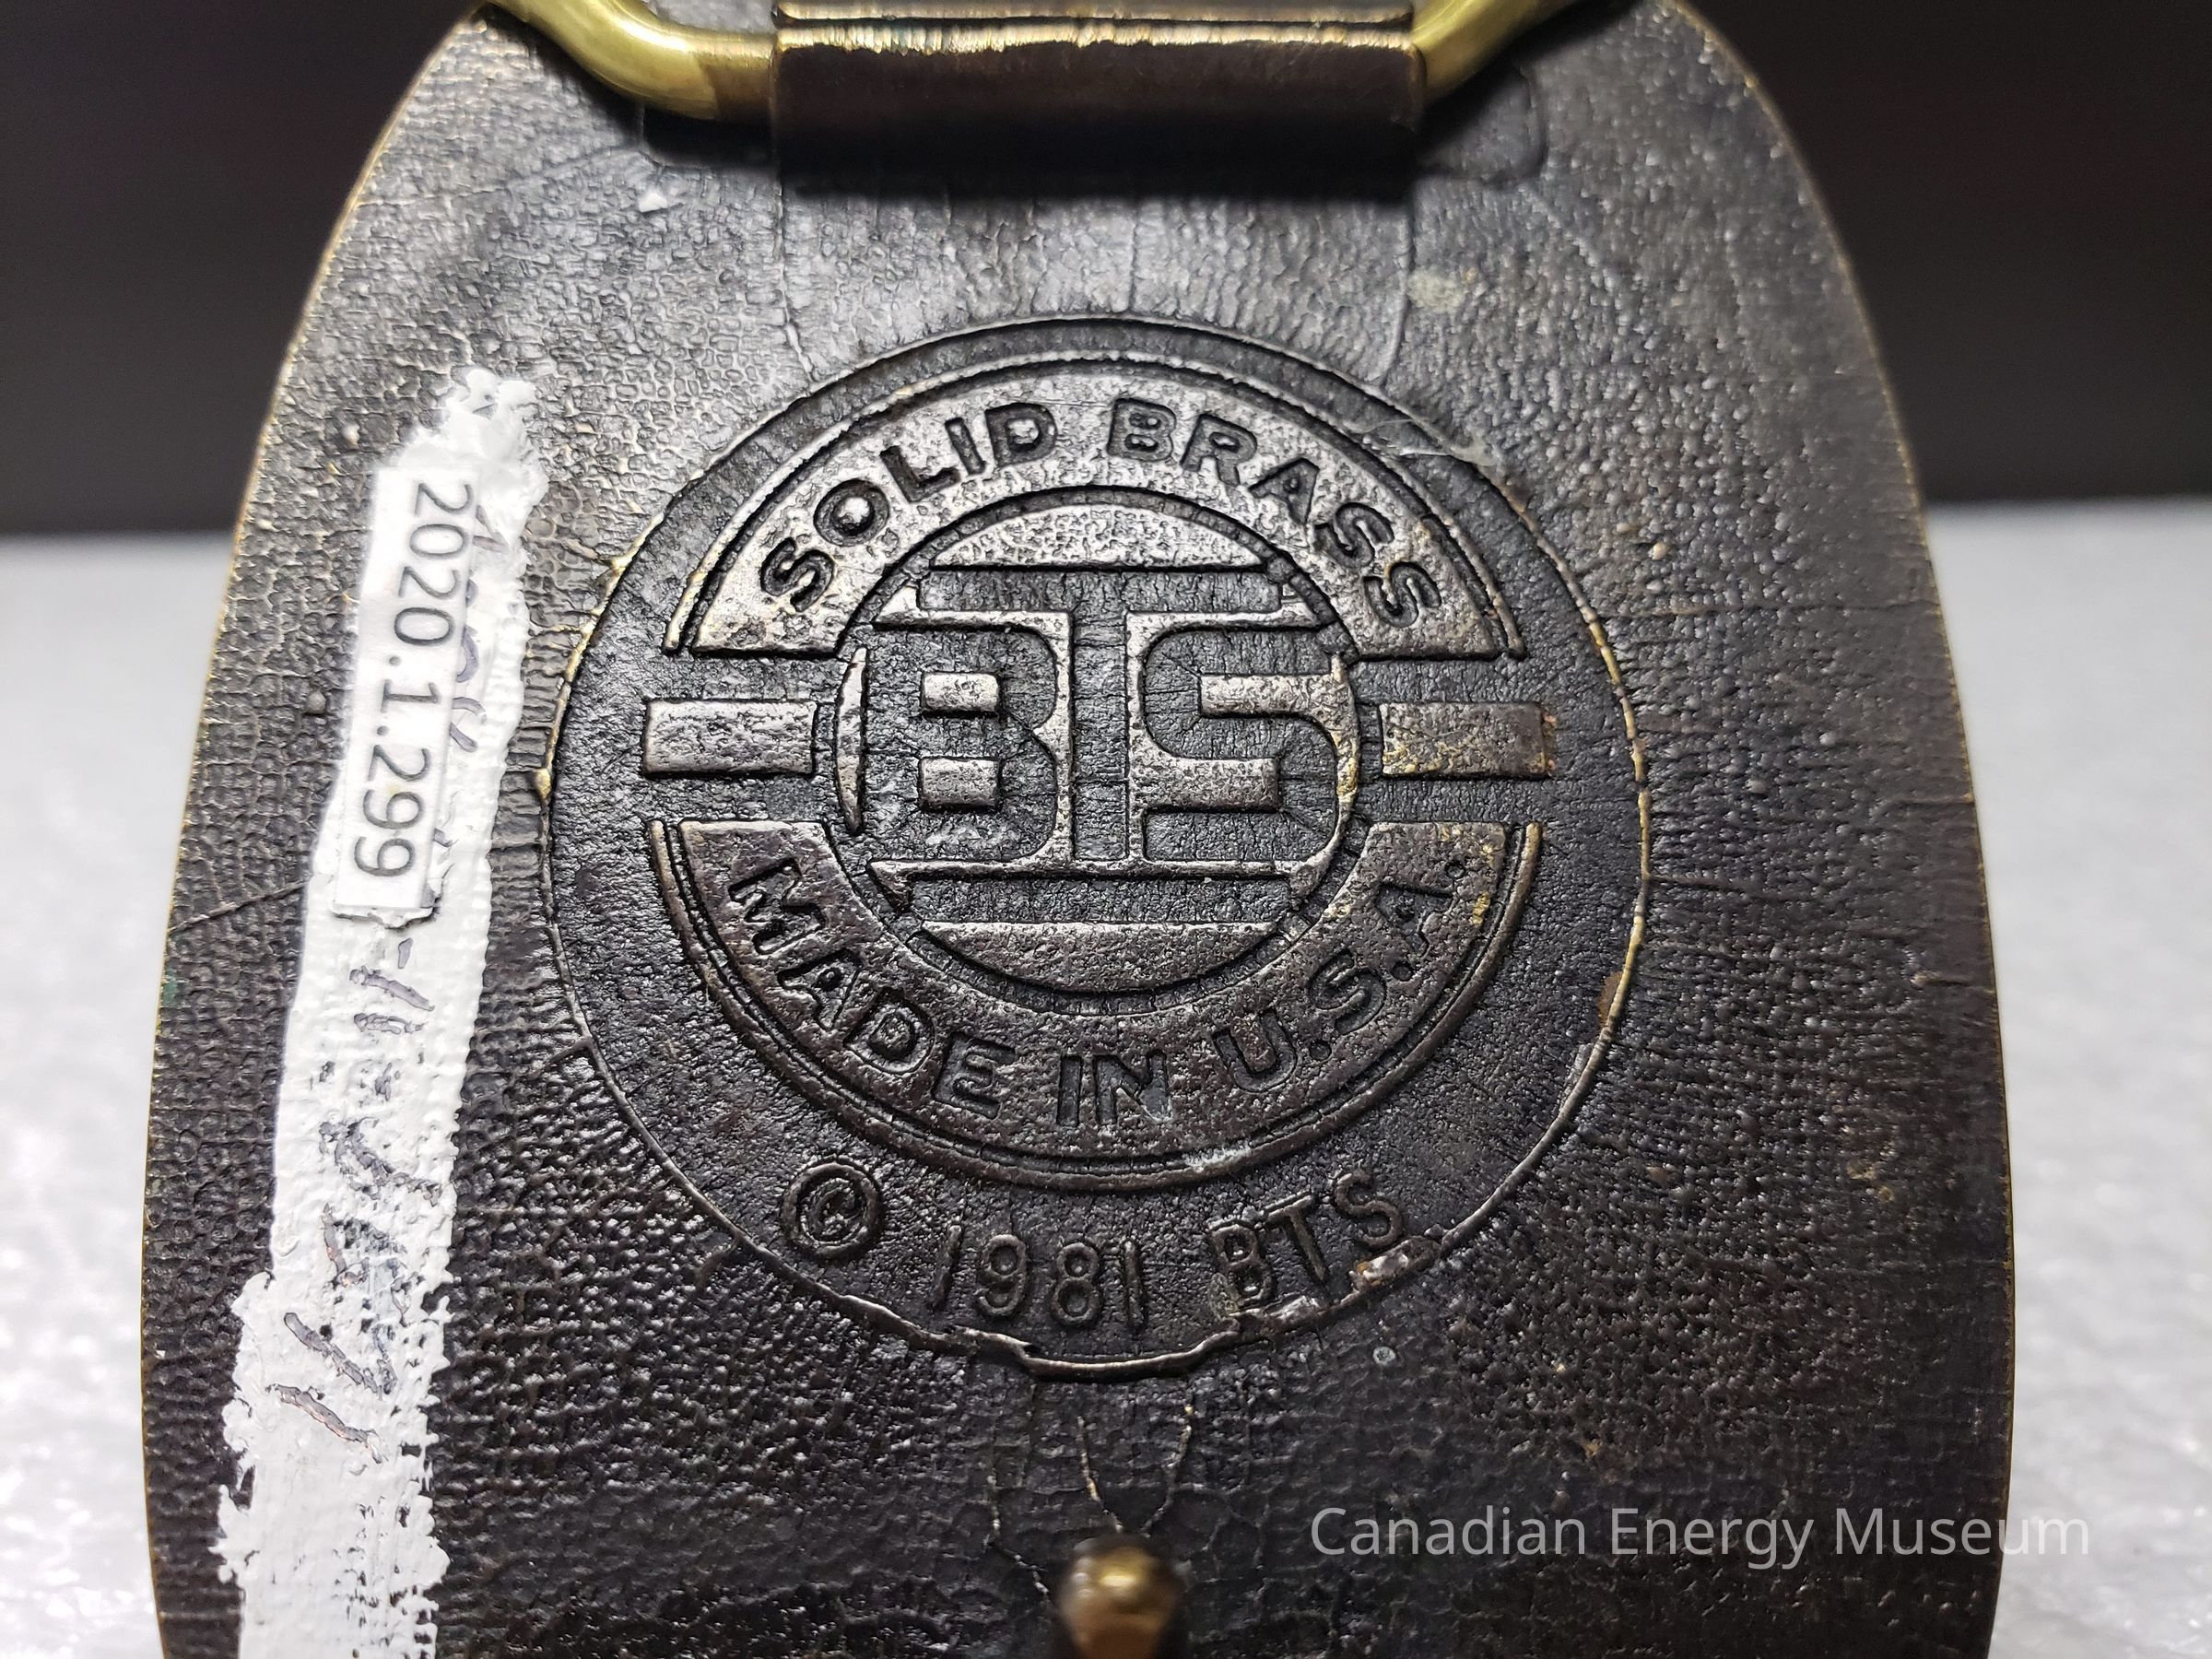 SOLID BRASS
BTS
MADE IN U.S.A.
© 1981 BTS
2020.1.299
Canadian Energy Museum